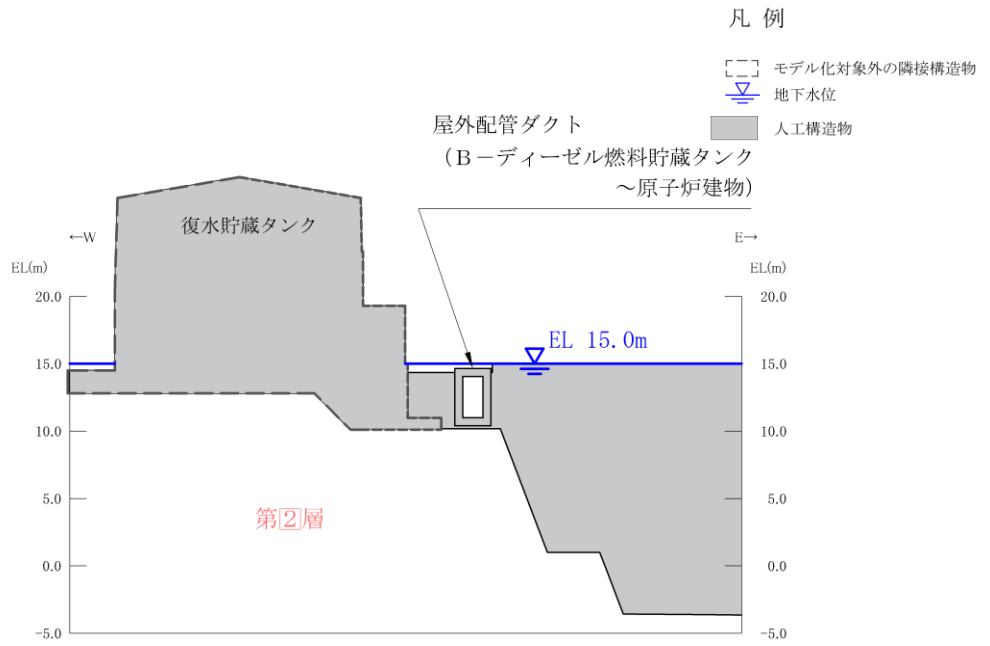 凡 例
モデル化対象外の隣接構造物
地下水位
人工構造物
屋外配管ダクト
（B－ディーゼル燃料貯蔵タンク
～原子炉建物）
復水貯蔵タンク
←W
E→
EL(m)
EL(m)
20.0
20.0
EL 15.0m
15.0
15.0
10.0
10.0
5.0
5.0
第2層
0.0
0.0
−5.0
−5.0